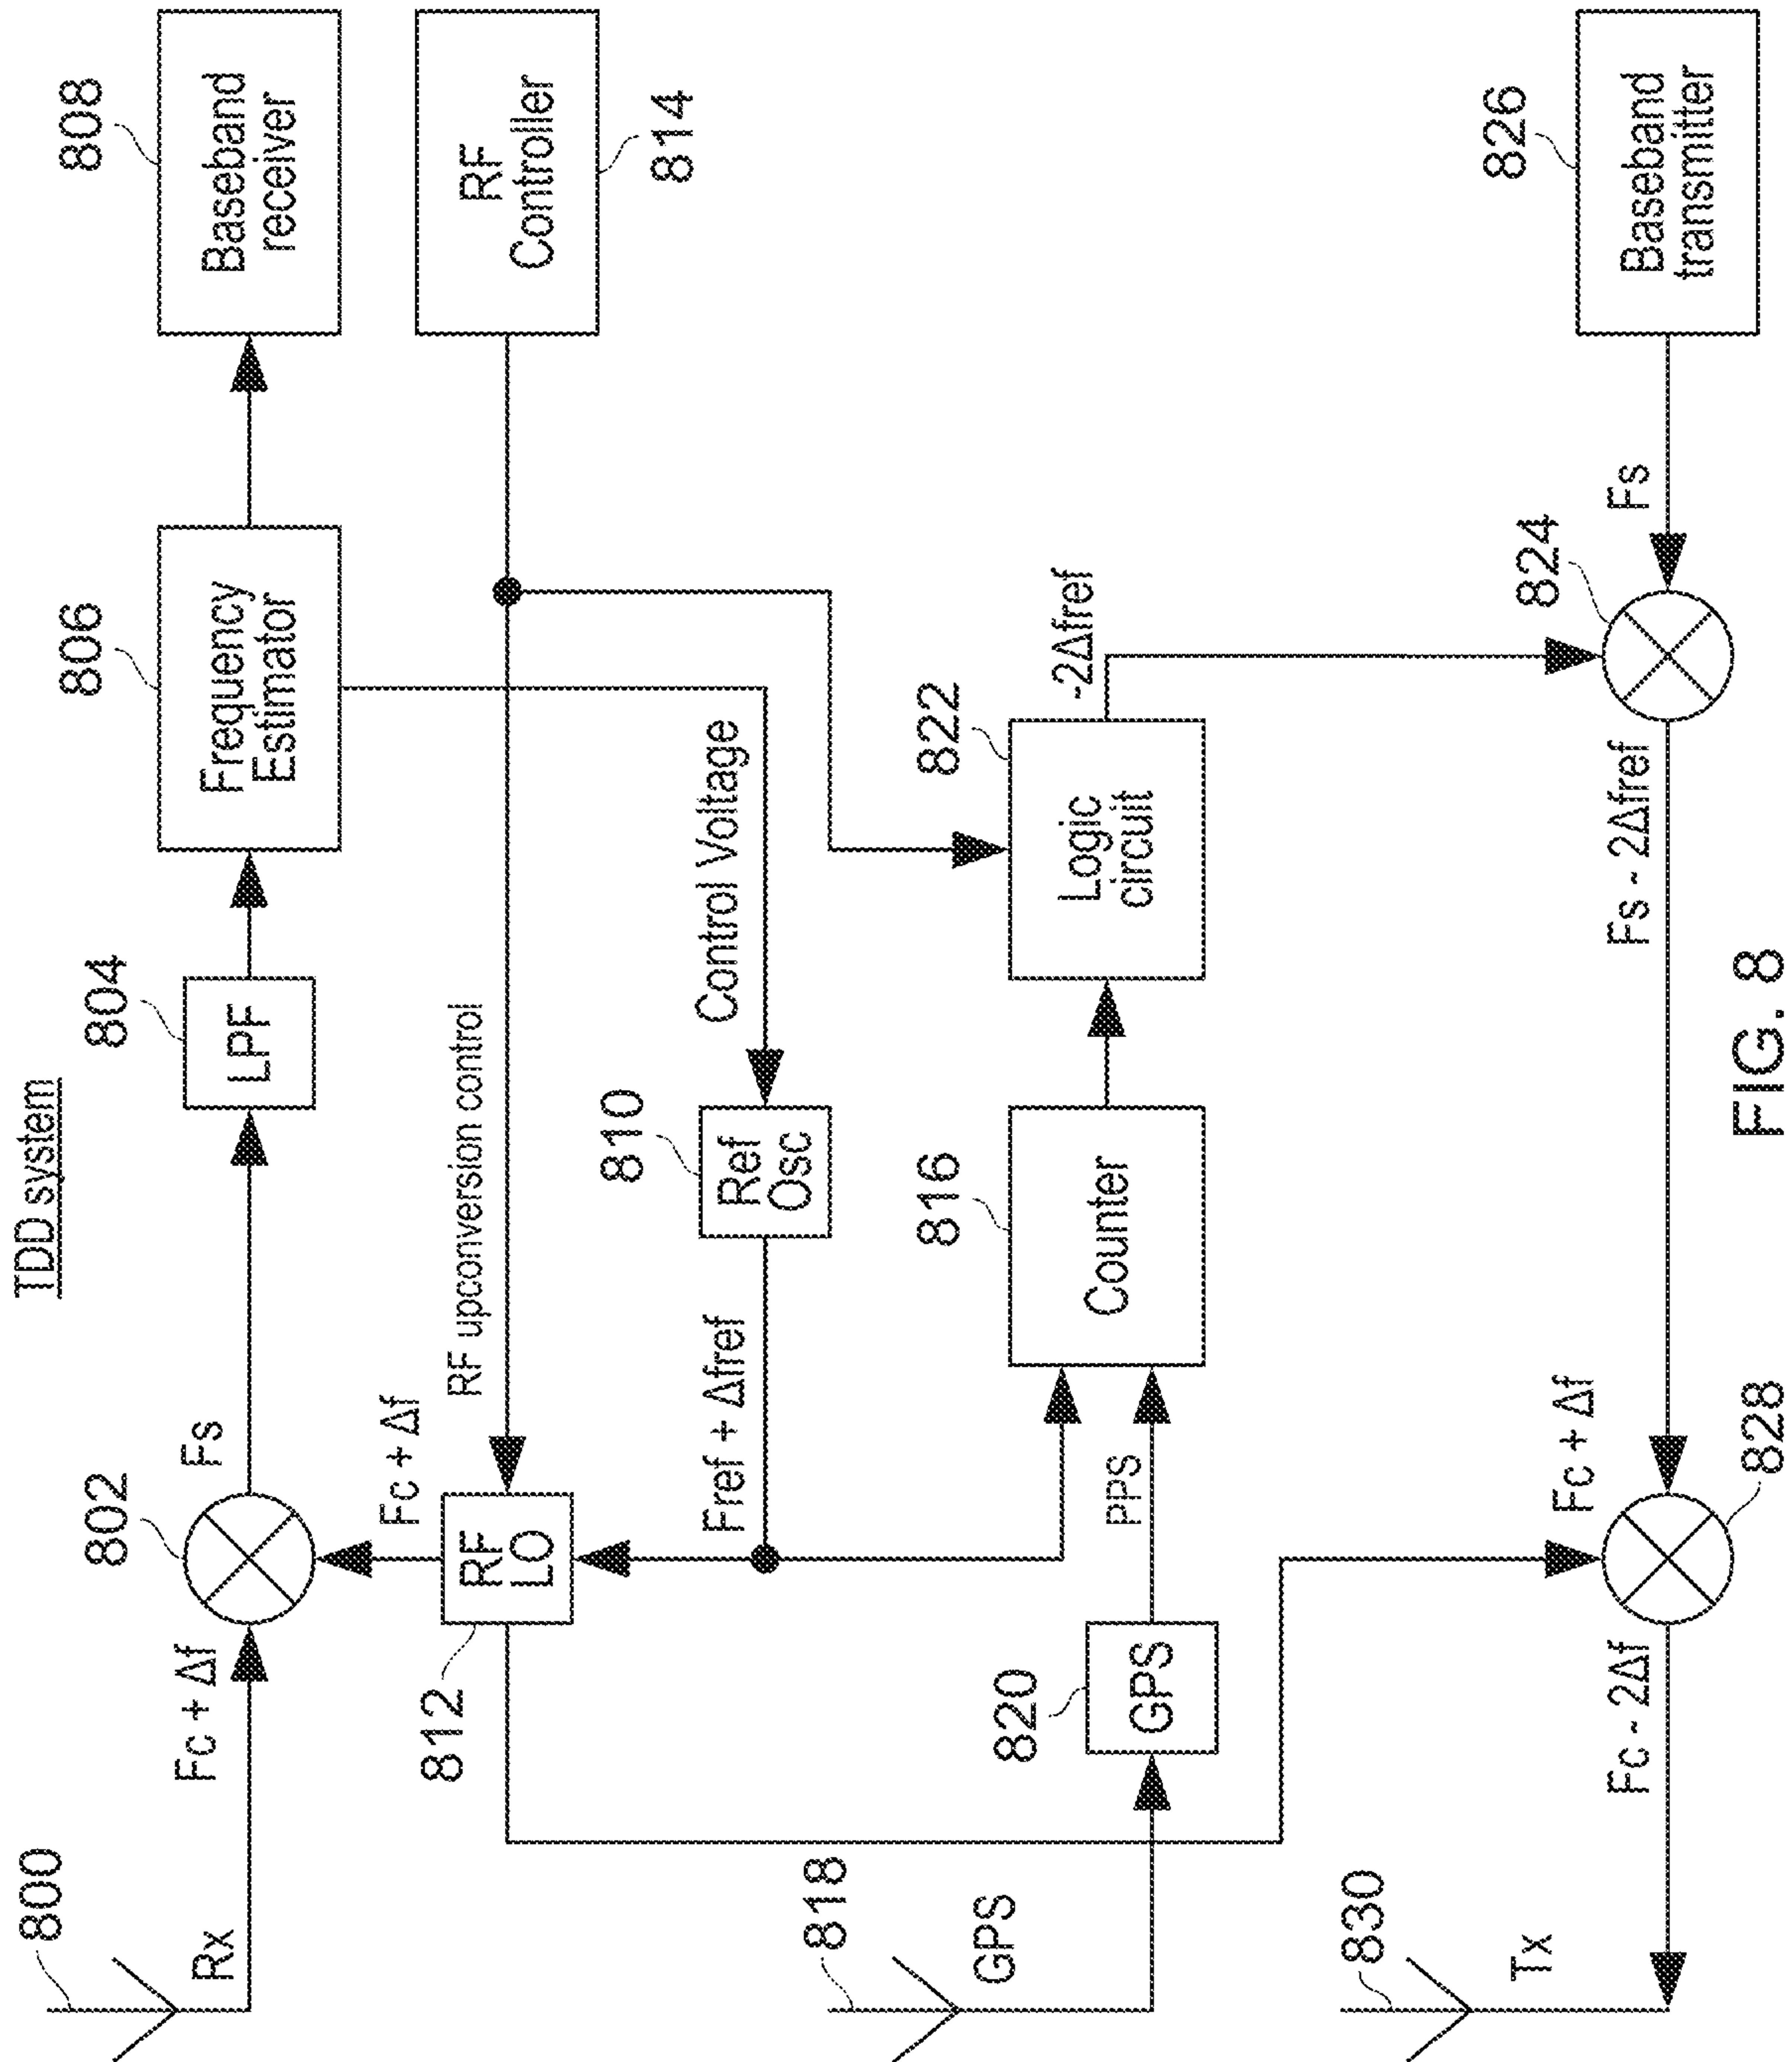 TDD system
800
Rx
Fc + Δf
802
Fs
804
LPF
806
Frequency
Estimator
808
Baseband
receiver
Fc + Δf
812
RF
LO
RF upconversion control
RF
Controller
814
Fref + Δfref
810
Ref
Osc
Control Voltage
818
GPS
820
GPS
PPS
816
Counter
822
Logic
circuit
-2Δfref
830
Tx
Fc - 2Δf
828
Fc + Δf
Fs - 2Δfref
824
Fs
826
Baseband
transmitter
FIG. 8